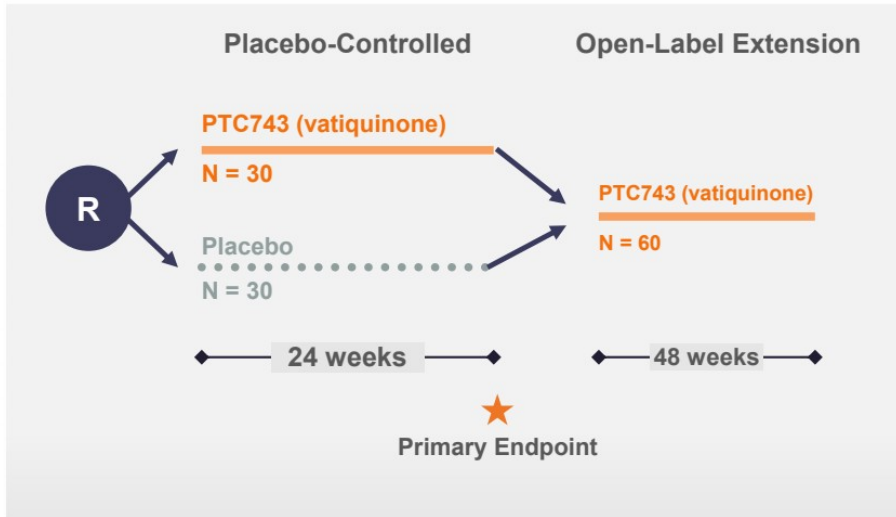 Placebo-Controlled
Open-Label Extension
PTC743 (vatiquinone)
N = 30
R
Placebo
N = 30
PTC743 (vatiquinone)
N = 60
24 weeks
48 weeks
Primary Endpoint